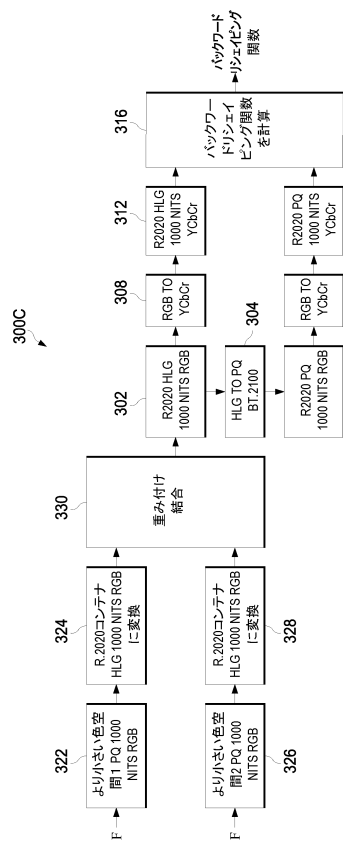 300C
F
322
より小さい色空
間1 PQ 1000
NITS RGB
324
R.2020コンテナ
HLG 1000 NITS RGB
に変換
F
326
より小さい色空
間2 PQ 1000
NITS RGB
328
R.2020コンテナ
HLG 1000 NITS RGB
に変換
330
重み付け
結合
302
R2020 HLG
1000 NITS RGB
304
HLG TO PQ
BT.2100
R2020 PQ
1000 NITS RGB
308
RGB TO
YCbCr
RGB TO
YCbCr
312
R2020 HLG
1000 NITS
YCbCr
R2020 PQ
1000 NITS
YCbCr
316
バックワー
ドリシェイ
ピング関数
を計算
バックワード
リシェイピング
関数